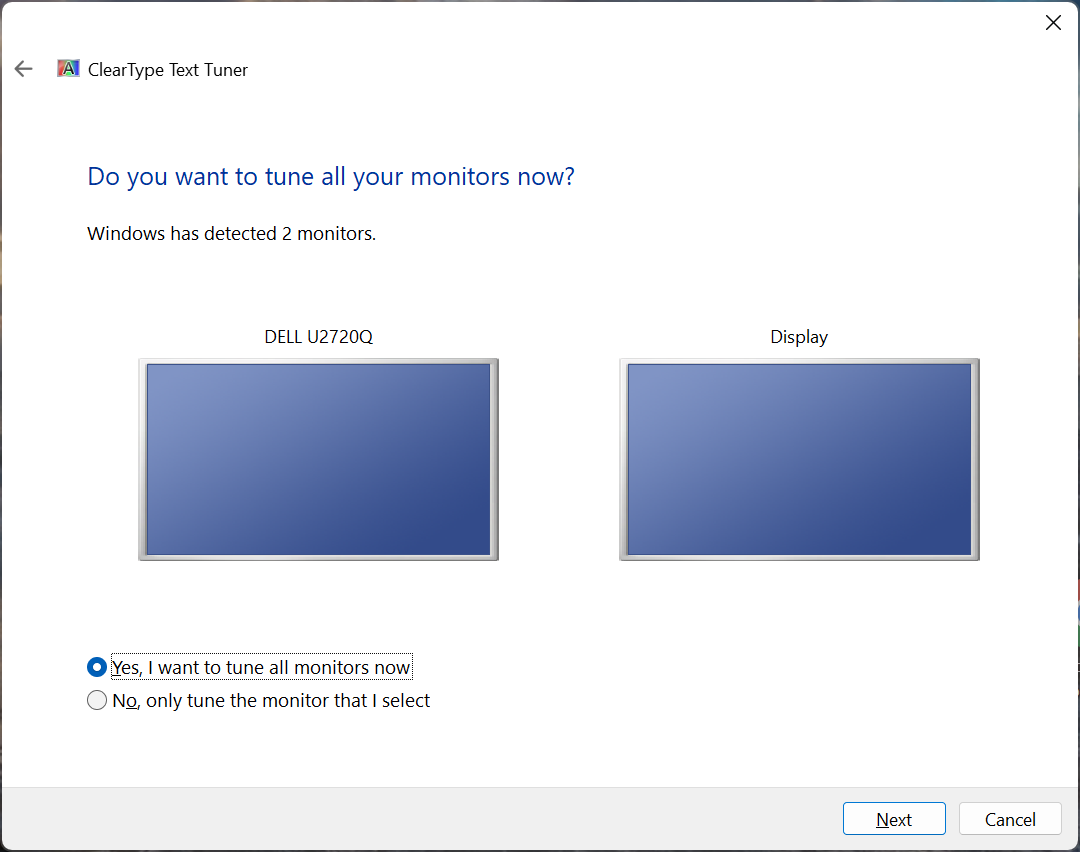 ClearType Text Tuner
Do you want to tune all your monitors now?
Windows has detected 2 monitors.
DELL U2720Q
Display
Yes, I want to tune all monitors now
No, only tune the monitor that I select
Next
Cancel